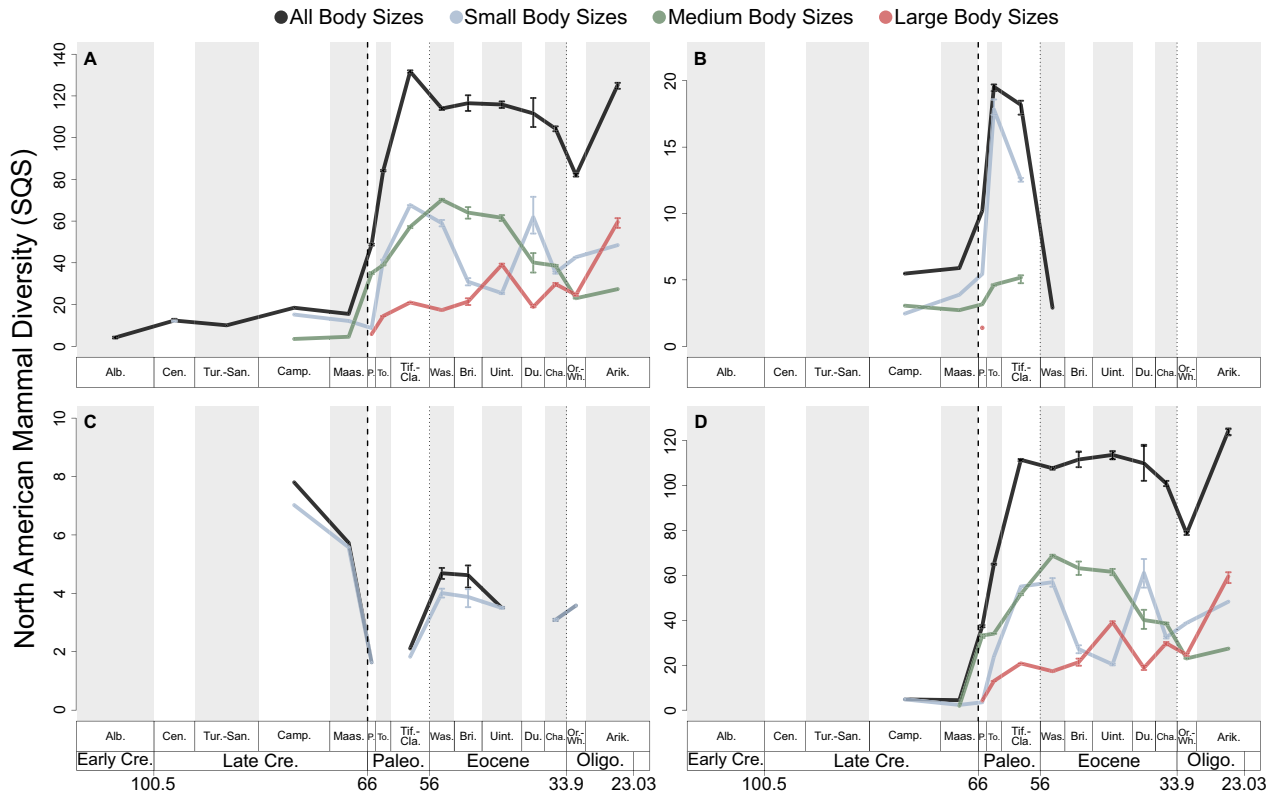 All Body Sizes Small Body Sizes Medium Body Sizes Large Body Sizes
North American Mammal Diversity (SQS)
A
140
120
100
80
60
40
20
0
Alb. Cen. Tur.-San. Camp. Maas. P. To. Tif.-Cla. Was. Bri. Uint. Du. Cha. Or.-Wh. Arik.
B
20
15
10
5
0
Alb. Cen. Tur.-San. Camp. Maas. P. To. Tif.-Cla. Was. Bri. Uint. Du. Cha. Or.-Wh. Arik.
C
10
8
6
4
2
0
Alb. Cen. Tur.-San. Camp. Maas. P. To. Tif.-Cla. Was. Bri. Uint. Du. Cha. Or.-Wh. Arik.
Early Cre. Late Cre. Paleo. Eocene Oligo.
100.5 66 56 33.9 23.03
D
120
100
80
60
40
20
0
Alb. Cen. Tur.-San. Camp. Maas. P. To. Tif.-Cla. Was. Bri. Uint. Du. Cha. Or.-Wh. Arik.
Early Cre. Late Cre. Paleo. Eocene Oligo.
100.5 66 56 33.9 23.03